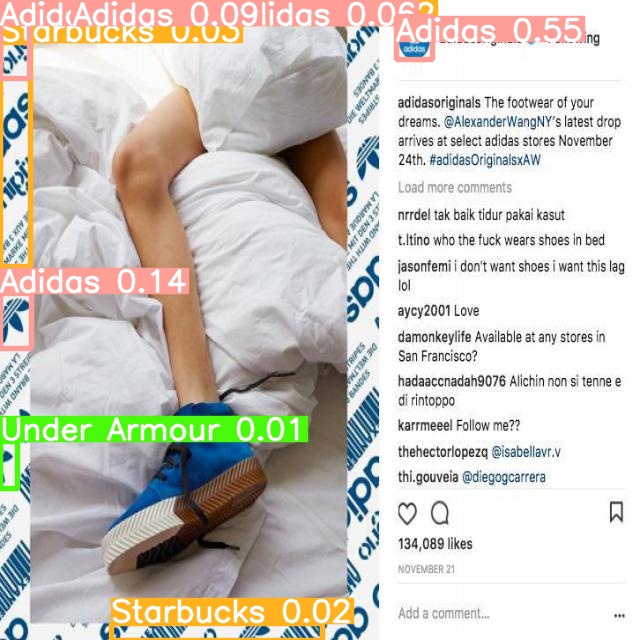 Adidas 0.09
Starbucks 0.03
Adidas 0.55
adidas
adidasoriginals The footwear of your
dreams. @AlexanderWangNY's latest drop
arrives at select adidas stores November
24th. #adidasOriginalsxAW
Load more comments
nrrdel tak baik tidur pakai kasut
t.ltino who the fuck wears shoes in bed
jasonfemi i don't want shoes i want this lag
lol
aycy2001 Love
damonkeylife Available at any stores in
San Francisco?
hadaaccnadah9076 Alichin non si tenne e
di rintoppo
karrmeeel Follow me??
thehectorlopezq @isabellavr.v
thi.gouveia @diegogcarrera
134,089 likes
NOVEMBER 21
Add a comment...
Adidas 0.14
Under Armour 0.01
Starbucks 0.02